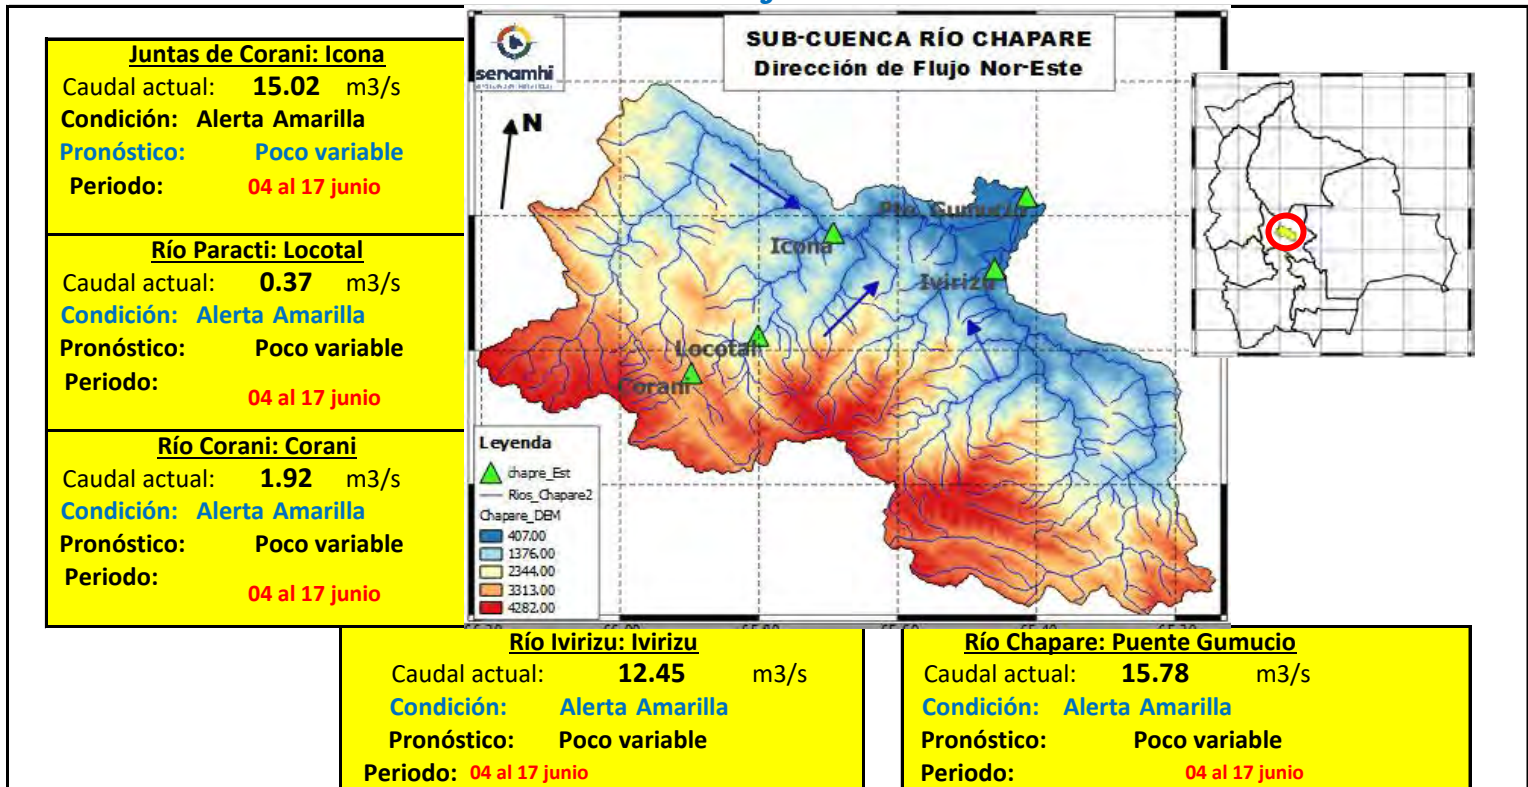 Juntas de Corani: Icona
Caudal actual: 15.02 m3/s
Condición: Alerta Amarilla
Pronóstico: Poco variable
Periodo: 04 al 17 junio
Río Paracti: Locotal
Caudal actual: 0.37 m3/s
Condición: Alerta Amarilla
Pronóstico: Poco variable
Periodo:
04 al 17 junio
Río Corani: Corani
Caudal actual: 1.92 m3/s
Condición: Alerta Amarilla
Pronóstico: Poco variable
Periodo:
04 al 17 junio
senamhi
SUB-CUENCA RÍO CHAPARE
Dirección de Flujo Nor-Este
N
Pte. Gumucio
Icona
Ivirizu
Locotal
Corani
Leyenda
chapre_Est
Rios_Chapare2
Chapare_DEM
407.00
1376.00
2344.00
3313.00
4282.00
Río Ivirizu: Ivirizu
Caudal actual: 12.45 m3/s
Condición: Alerta Amarilla
Pronóstico: Poco variable
Periodo: 04 al 17 junio
Río Chapare: Puente Gumucio
Caudal actual: 15.78 m3/s
Condición: Alerta Amarilla
Pronóstico: Poco variable
Periodo: 04 al 17 junio